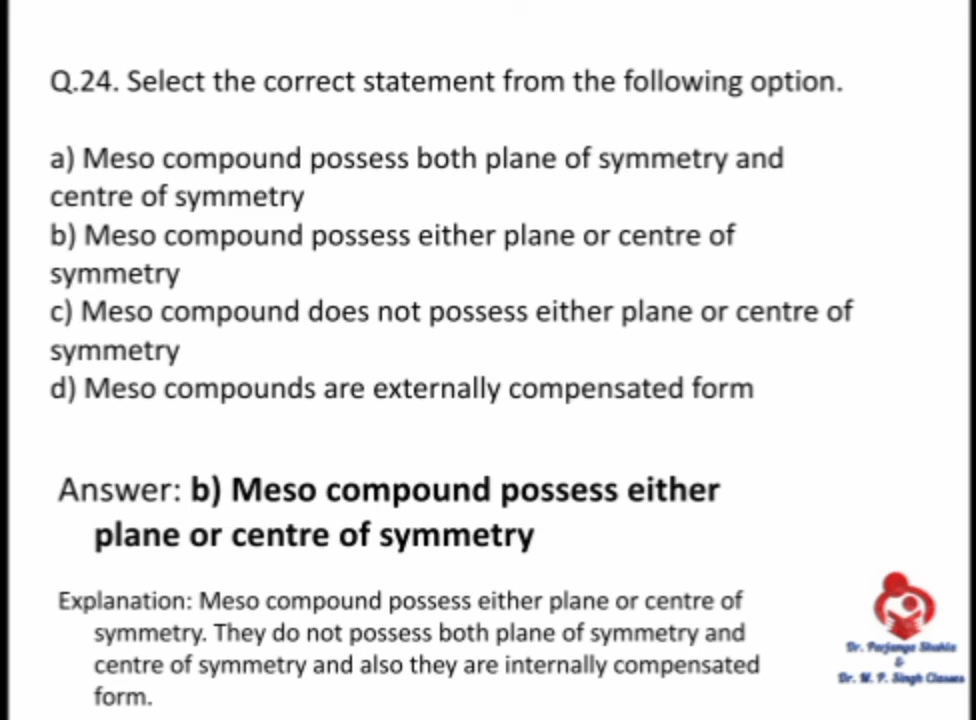 Q.24. Select the correct statement from the following option.
a) Meso compound possess both plane of symmetry and
centre of symmetry
b) Meso compound possess either plane or centre of
symmetry
c) Meso compound does not possess either plane or centre of
symmetry
d) Meso compounds are externally compensated form
Answer: b) Meso compound possess either
plane or centre of symmetry
Explanation: Meso compound possess either plane or centre of
symmetry. They do not possess both plane of symmetry and
centre of symmetry and also they are internally compensated
form.
Dr. Parjanya Shukla
&
Dr. M. P. Singh Classes